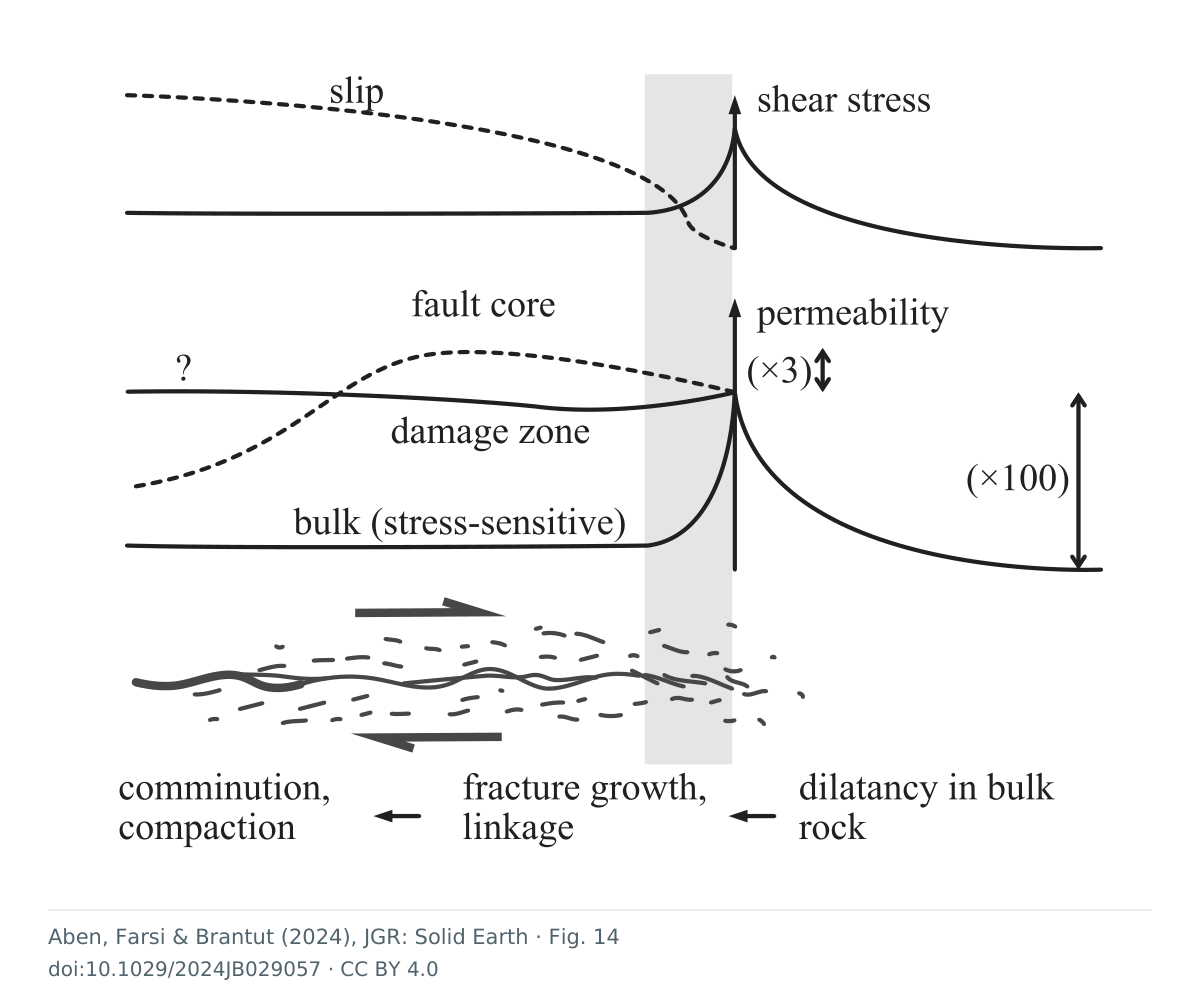 slip
shear stress
fault core
permeability
?
(×3)
damage zone
(×100)
bulk (stress-sensitive)
comminution,
compaction
fracture growth,
linkage
dilatancy in bulk
rock
Aben, Farsi & Brantut (2024), JGR: Solid Earth · Fig. 14
doi:10.1029/2024JB029057 · CC BY 4.0